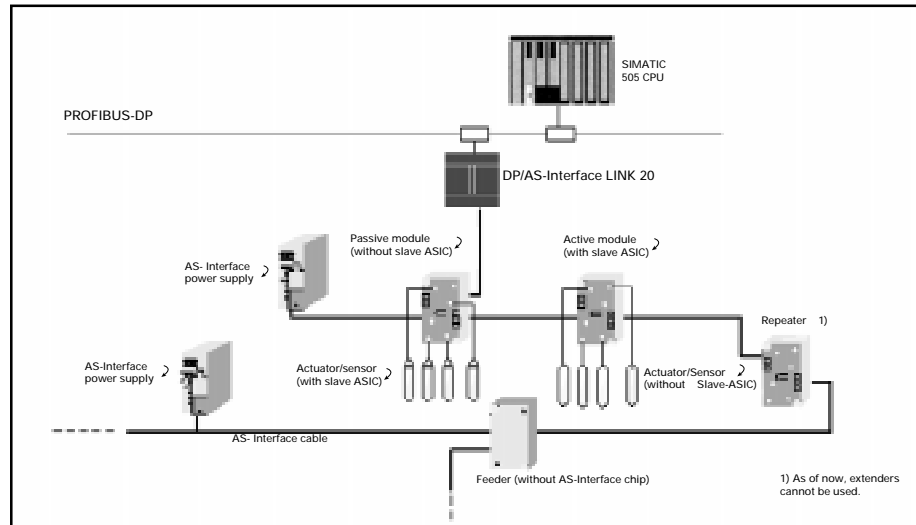 SIMATIC
505 CPU
PROFIBUS-DP
DP/AS-Interface LINK 20
Passive module
(without slave ASIC)
Active module
(with slave ASIC)
AS- Interface
power supply
Repeater 1)
AS-Interface
power supply
Actuator/sensor
(with slave ASIC)
Actuator/Sensor
(without Slave-ASIC)
AS- Interface cable
Feeder (without AS-Interface chip)
1) As of now, extenders
cannot be used.